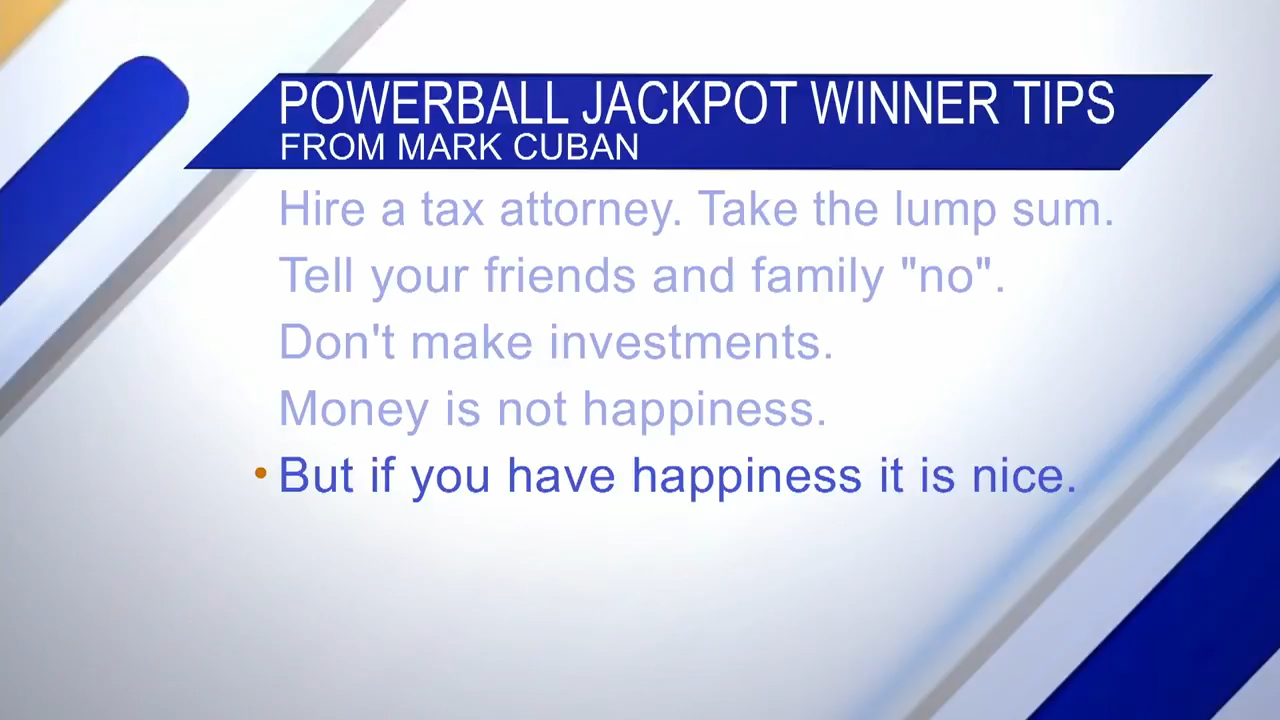 POWERBALL JACKPOT WINNER TIPS
FROM MARK CUBAN
Hire a tax attorney. Take the lump sum.
Tell your friends and family "no".
Don't make investments.
Money is not happiness.
• But if you have happiness it is nice.